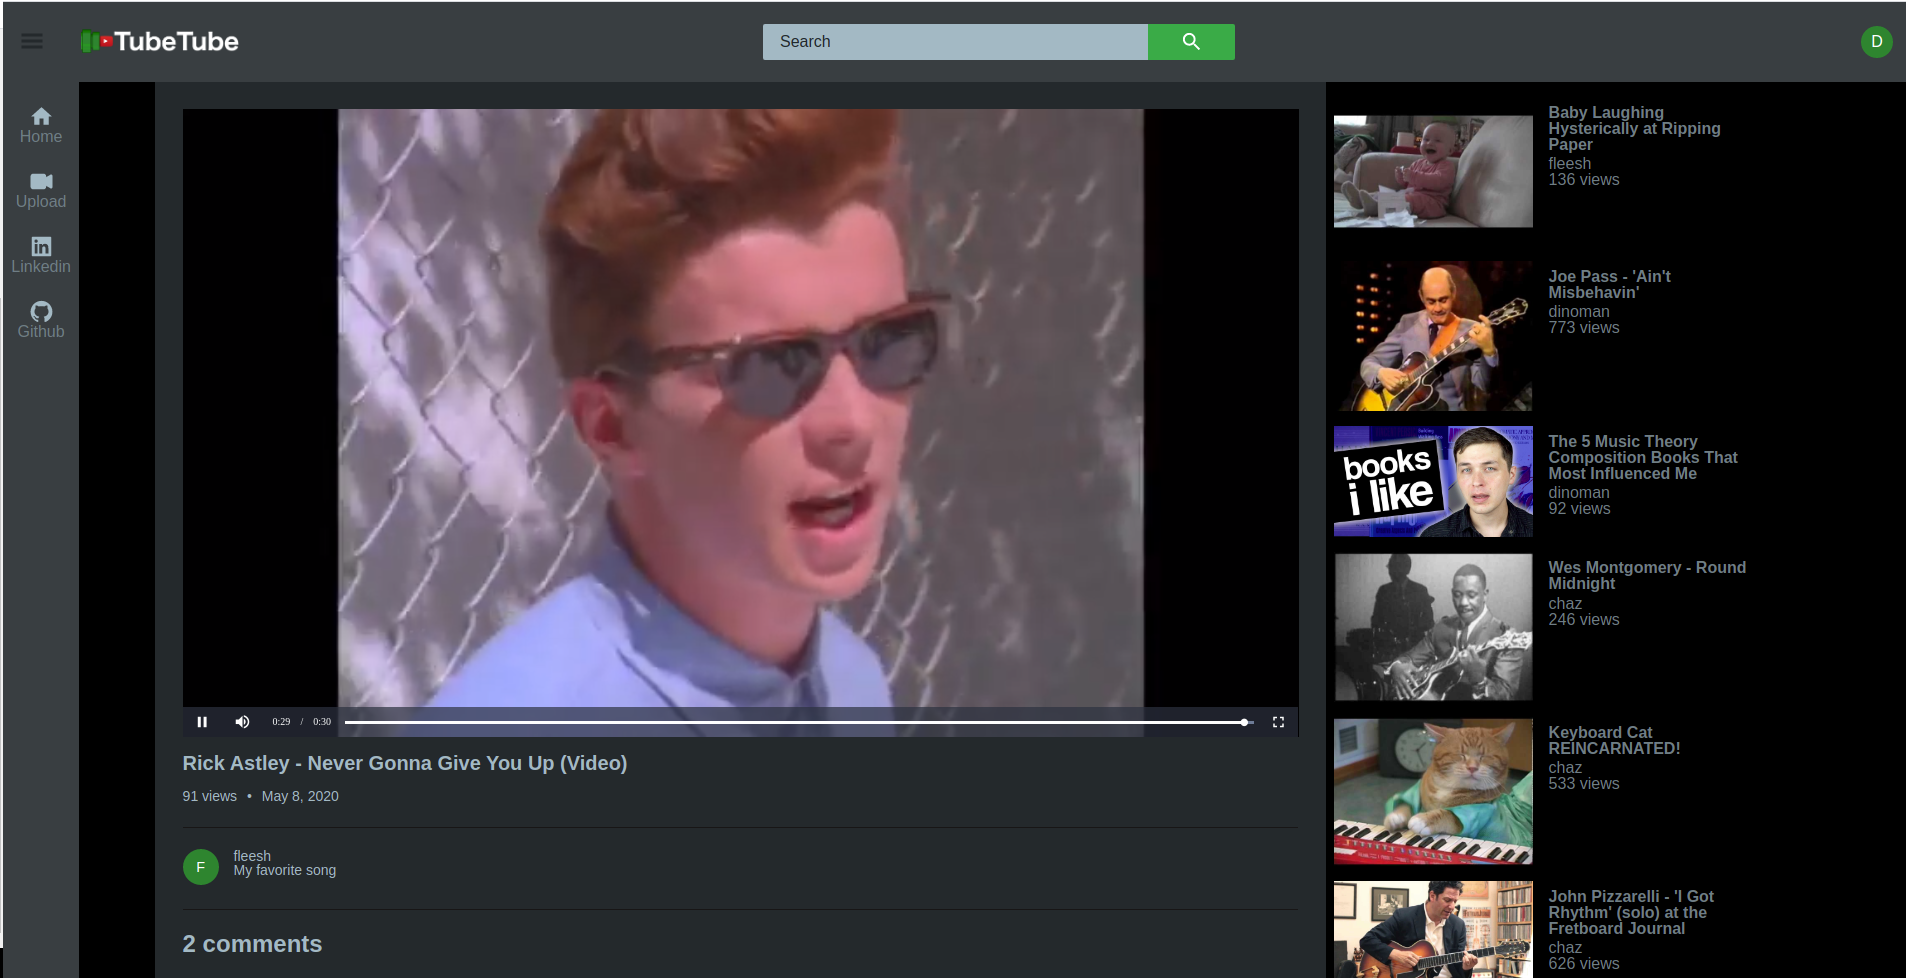 TubeTube
Search
D
Home
Upload
Linkedin
Github
0:29 / 0:30
Rick Astley - Never Gonna Give You Up (Video)
91 views • May 8, 2020
F
fleesh
My favorite song
2 comments
Baby Laughing
Hysterically at Ripping
Paper
fleesh
136 views
Joe Pass - 'Ain't
Misbehavin'
dinoman
773 views
books
i like
The 5 Music Theory
Composition Books That
Most Influenced Me
dinoman
92 views
Wes Montgomery - Round
Midnight
chaz
246 views
Keyboard Cat
REINCARNATED!
chaz
533 views
John Pizzarelli - 'I Got
Rhythm' (solo) at the
Fretboard Journal
chaz
626 views